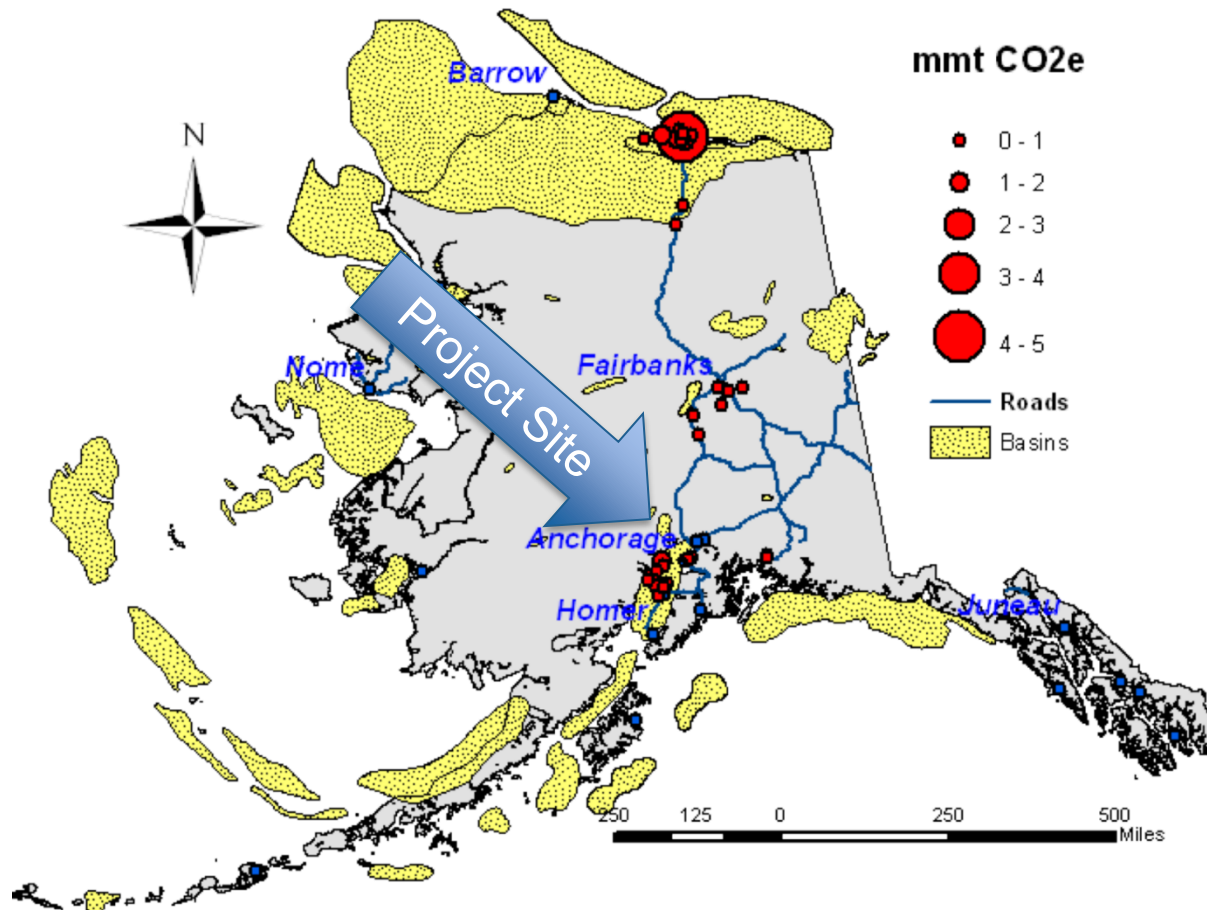 Barrow
mmt CO2e
N
0 - 1
1 - 2
2 - 3
3 - 4
4 - 5
Roads
Basins
Project Site
Nome
Fairbanks
Anchorage
Homer
Juneau
250 125 0 250 500
Miles